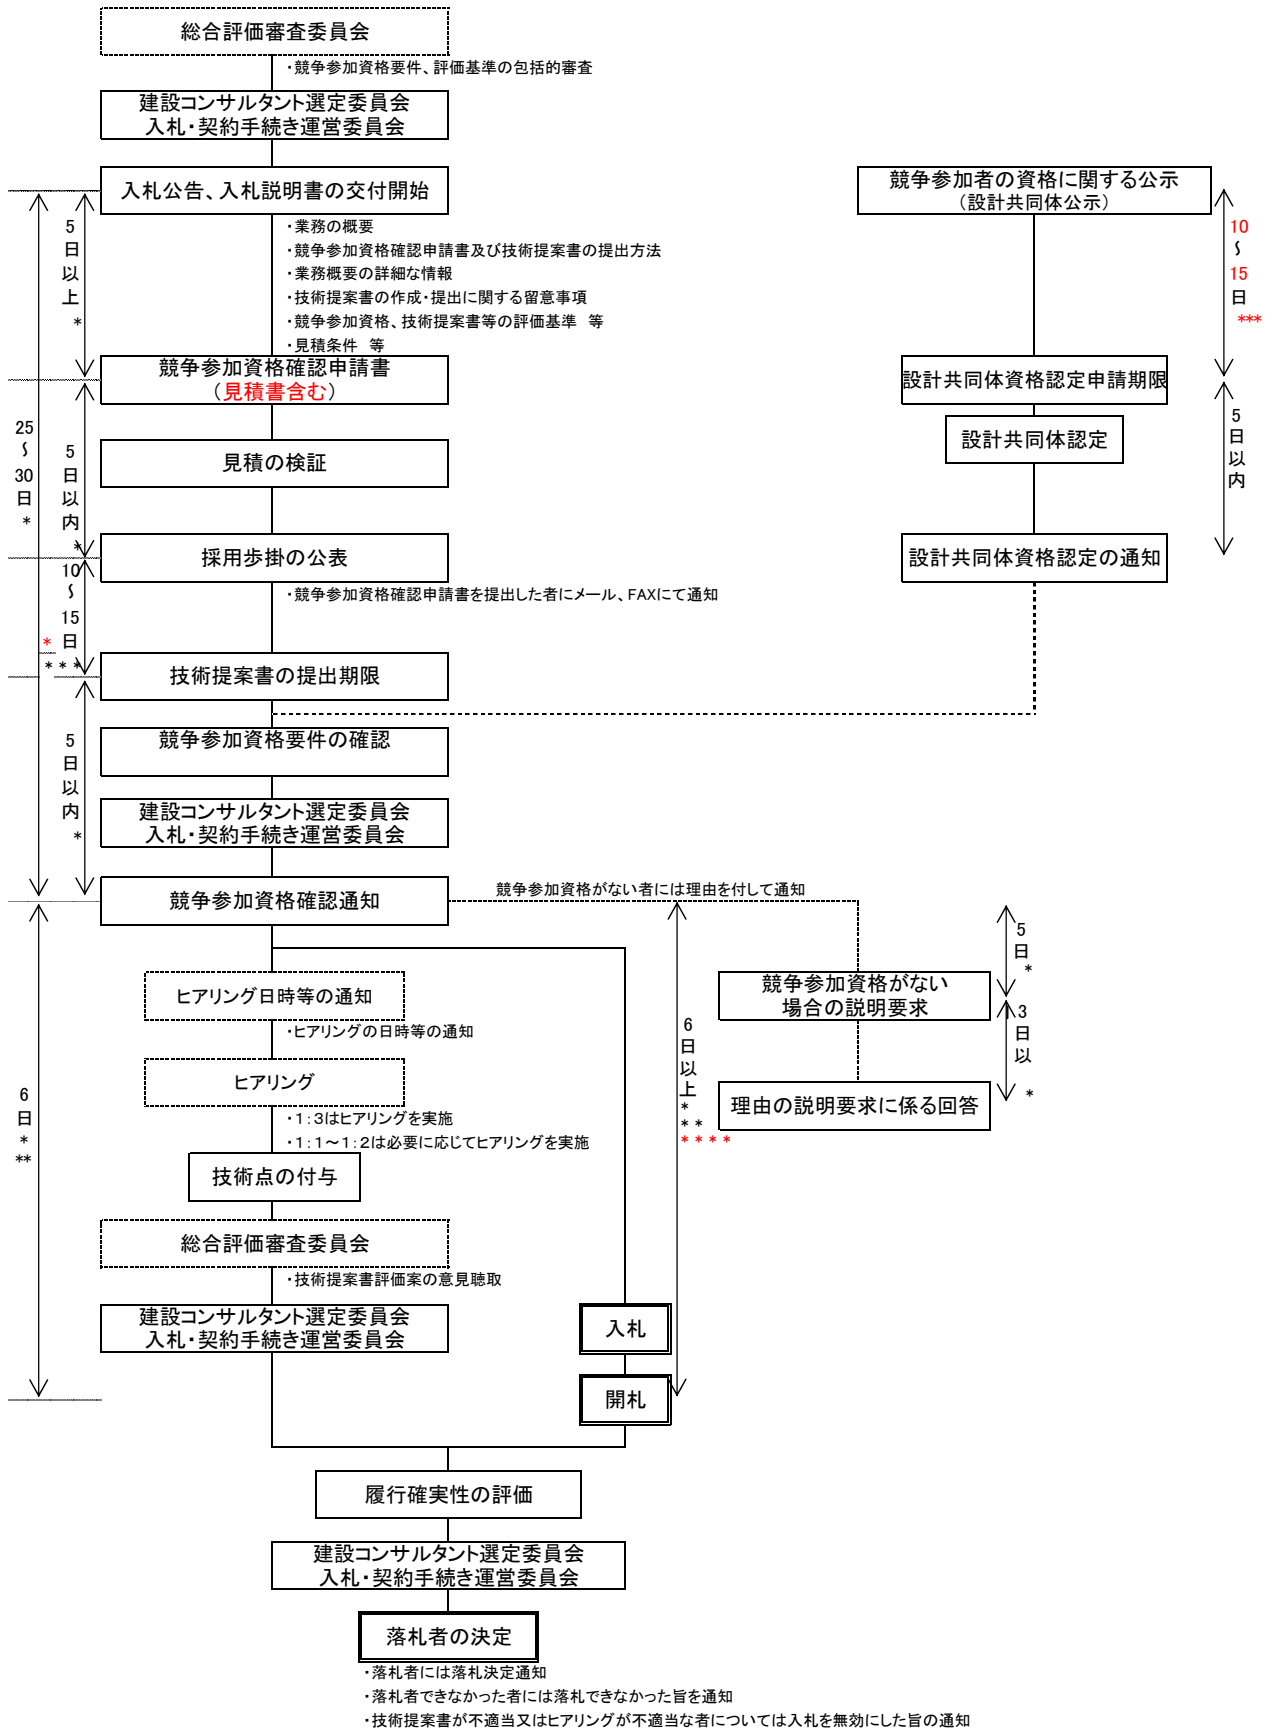 総合評価審査委員会
・競争参加資格要件、評価基準の包括的審査
建設コンサルタント選定委員会
入札・契約手続き運営委員会
入札公告、入札説明書の交付開始
・業務の概要
・競争参加資格確認申請書及び技術提案書の提出方法
・業務概要の詳細な情報
・技術提案書の作成・提出に関する留意事項
・競争参加資格、技術提案書等の評価基準　等
・見積条件　等
5日以上*
競争参加資格確認申請書
（見積書含む）
25〜30日*
5日以内*
見積の検証
採用歩掛の公表
・競争参加資格確認申請書を提出した者にメール、FAXにて通知
10〜15日*
***
技術提案書の提出期限
競争参加資格要件の確認
5日以内*
建設コンサルタント選定委員会
入札・契約手続き運営委員会
競争参加資格確認通知
競争参加者の資格に関する公示
（設計共同体公示）
10〜15日***
設計共同体資格認定申請期限
設計共同体認定
5日以内
設計共同体資格認定の通知
競争参加資格がない者には理由を付して通知
5日*
競争参加資格がない
場合の説明要求
3日以*
理由の説明要求に係る回答
ヒアリング日時等の通知
・ヒアリングの日時等の通知
ヒアリング
・1：3はヒアリングを実施
・1：1〜1：2は必要に応じてヒアリングを実施
6日*
**
6日以上*
**
****
技術点の付与
総合評価審査委員会
・技術提案書評価案の意見聴取
建設コンサルタント選定委員会
入札・契約手続き運営委員会
入札
開札
履行確実性の評価
建設コンサルタント選定委員会
入札・契約手続き運営委員会
落札者の決定
・落札者には落札決定通知
・落札者できなかった者には落札できなかった旨を通知
・技術提案書が不適当又はヒアリングが不適当な者については入札を無効にした旨の通知